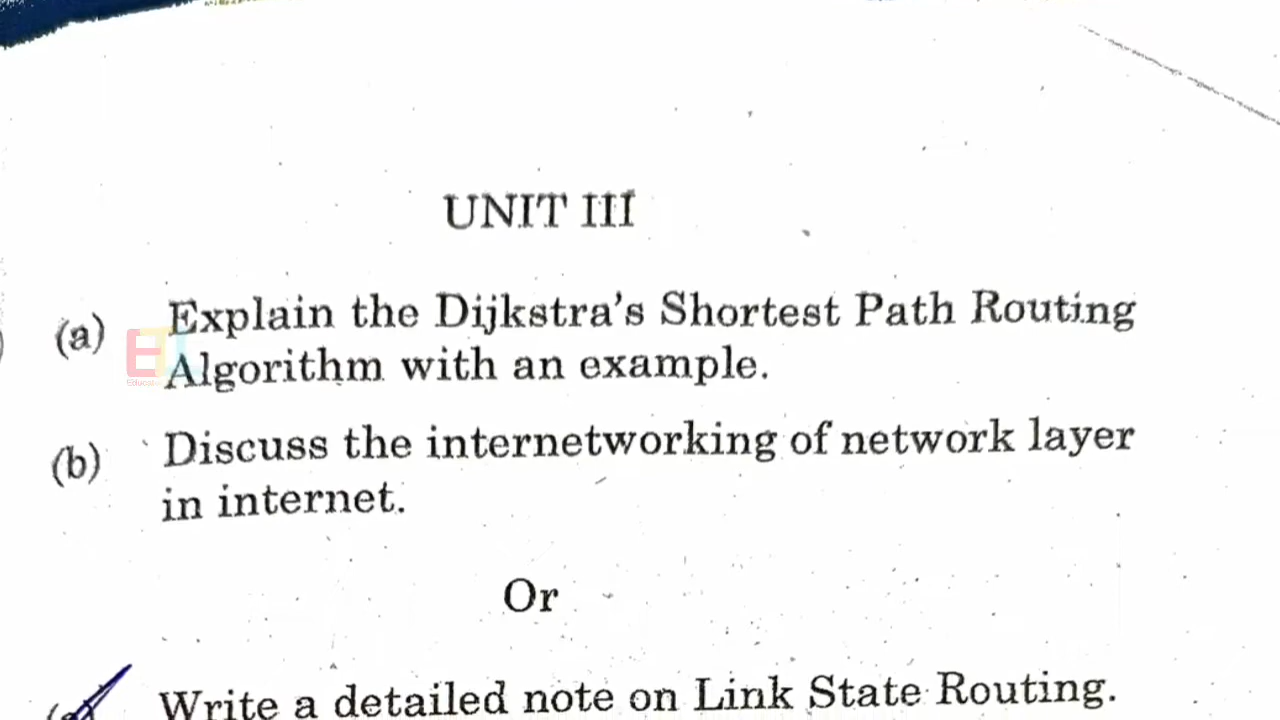 UNIT III
(a) Explain the Dijkstra's Shortest Path Routing
Algorithm with an example.
(b) Discuss the internetworking of network layer
in internet.
Or
Write a detailed note on Link State Routing.